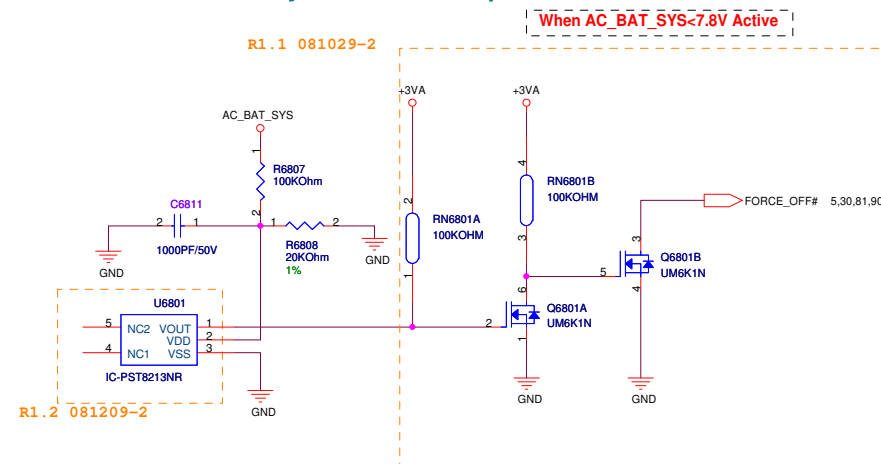 When AC_BAT_SYS<7.8V Active
R1.1 081029-2
+3VA
+3VA
AC_BAT_SYS
1
R6807
100KOhm
2
4
RN6801B
100KOHM
3
2
RN6801A
100KOHM
1
C6811
2
1
1000PF/50V
1
2
R6808
20KOhm
1%
GND
GND
FORCE_OFF# 5,30,81,90
3
Q6801B
UM6K1N
5
4
6
Q6801A
UM6K1N
2
1
U6801
5
NC2
VOUT
1
VDD
2
4
NC1
VSS
3
IC-PST8213NR
GND
GND
GND
R1.2 081209-2